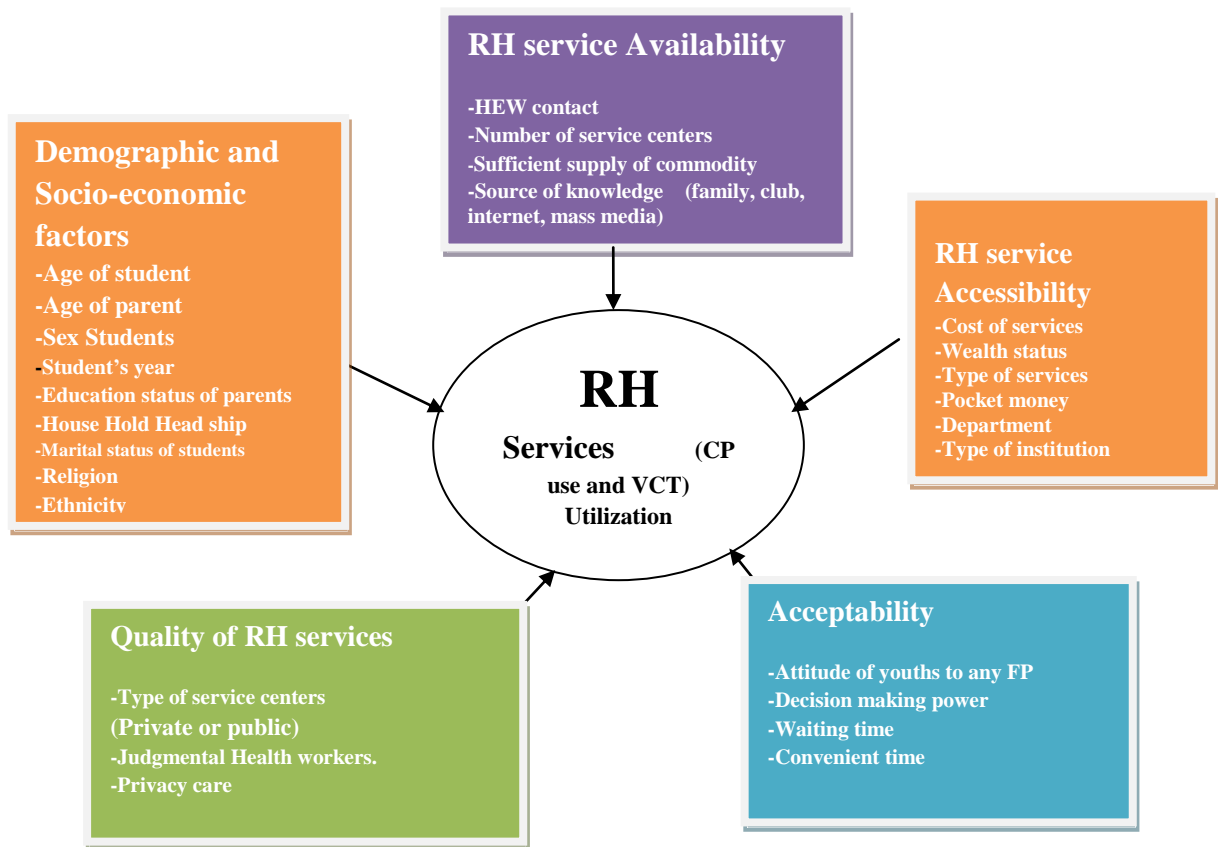 RH service Availability
-HEW contact
-Number of service centers
-Sufficient supply of commodity
-Source of knowledge (family, club,
internet, mass media)
Demographic and
Socio-economic
factors
-Age of student
-Age of parent
-Sex Students
-Student's year
-Education status of parents
-House Hold Head ship
-Marital status of students
-Religion
-Ethnicity
RH service
Accessibility
-Cost of services
-Wealth status
-Type of services
-Pocket money
-Department
-Type of institution
RH
Services (CP
use and VCT)
Utilization
Quality of RH services
-Type of service centers
(Private or public)
-Judgmental Health workers.
-Privacy care
Acceptability
-Attitude of youths to any FP
-Decision making power
-Waiting time
-Convenient time